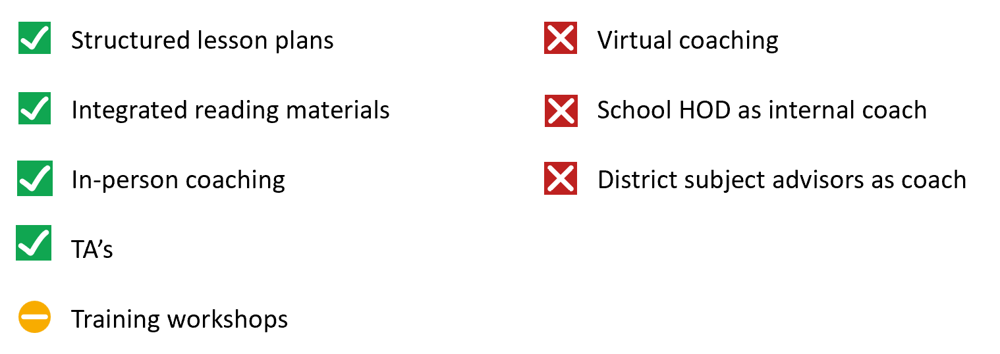 Structured lesson plans
Integrated reading materials
In-person coaching
TA’s
Training workshops
Virtual coaching
School HOD as internal coach
District subject advisors as coach